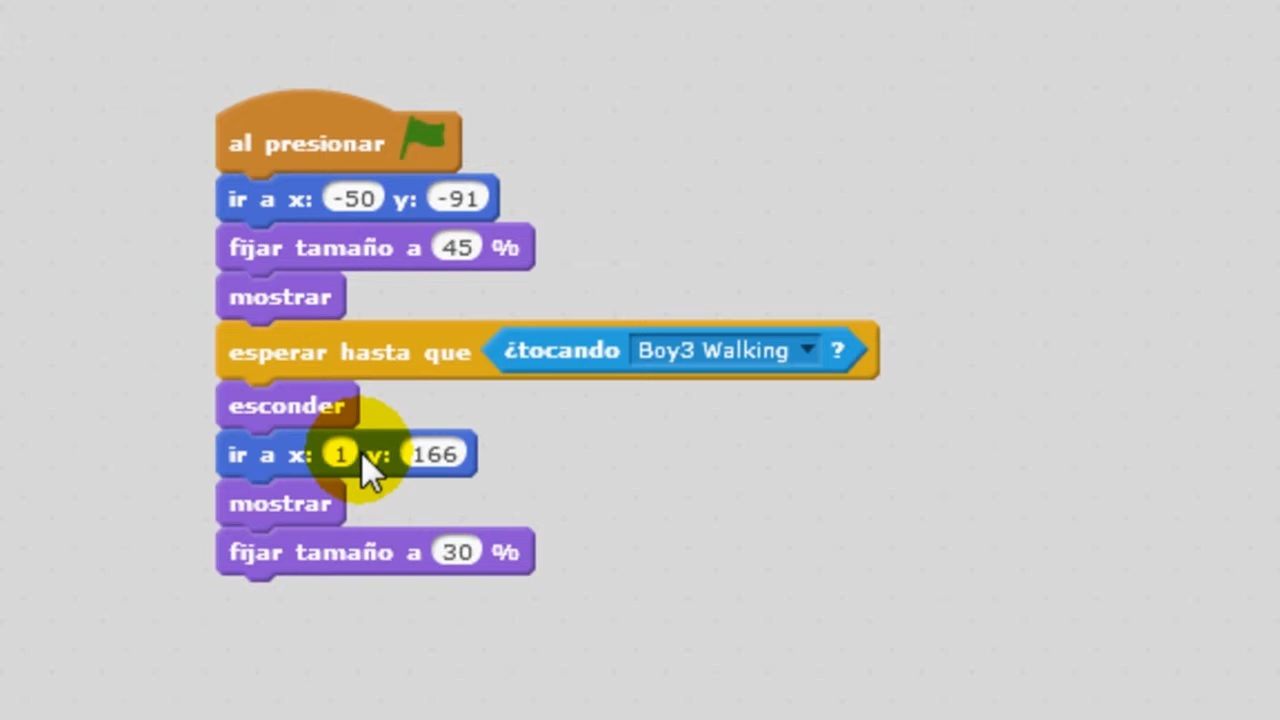 al presionar
ir a x: -50 y: -91
fijar tamaño a 45 %
mostrar
esperar hasta que ¿tocando Boy3 Walking ?
esconder
ir a x: 1 y: 166
mostrar
fijar tamaño a 30 %